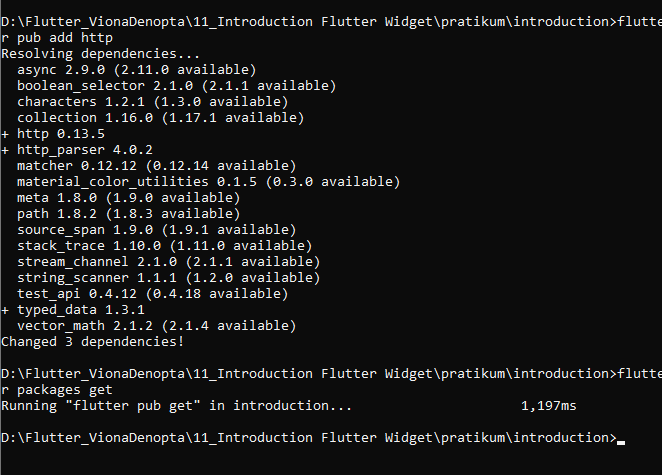 D:\Flutter_VionaDenopta\11_Introduction Flutter Widget\pratikum\introduction>flutte
r pub add http
Resolving dependencies...
  async 2.9.0 (2.11.0 available)
  boolean_selector 2.1.0 (2.1.1 available)
  characters 1.2.1 (1.3.0 available)
  collection 1.16.0 (1.17.1 available)
+ http 0.13.5
+ http_parser 4.0.2
  matcher 0.12.12 (0.12.14 available)
  material_color_utilities 0.1.5 (0.3.0 available)
  meta 1.8.0 (1.9.0 available)
  path 1.8.2 (1.8.3 available)
  source_span 1.9.0 (1.9.1 available)
  stack_trace 1.10.0 (1.11.0 available)
  stream_channel 2.1.0 (2.1.1 available)
  string_scanner 1.1.1 (1.2.0 available)
  test_api 0.4.12 (0.4.18 available)
+ typed_data 1.3.1
  vector_math 2.1.2 (2.1.4 available)
Changed 3 dependencies!
D:\Flutter_VionaDenopta\11_Introduction Flutter Widget\pratikum\introduction>flutte
r packages get
Running "flutter pub get" in introduction...                     1,197ms
D:\Flutter_VionaDenopta\11_Introduction Flutter Widget\pratikum\introduction>